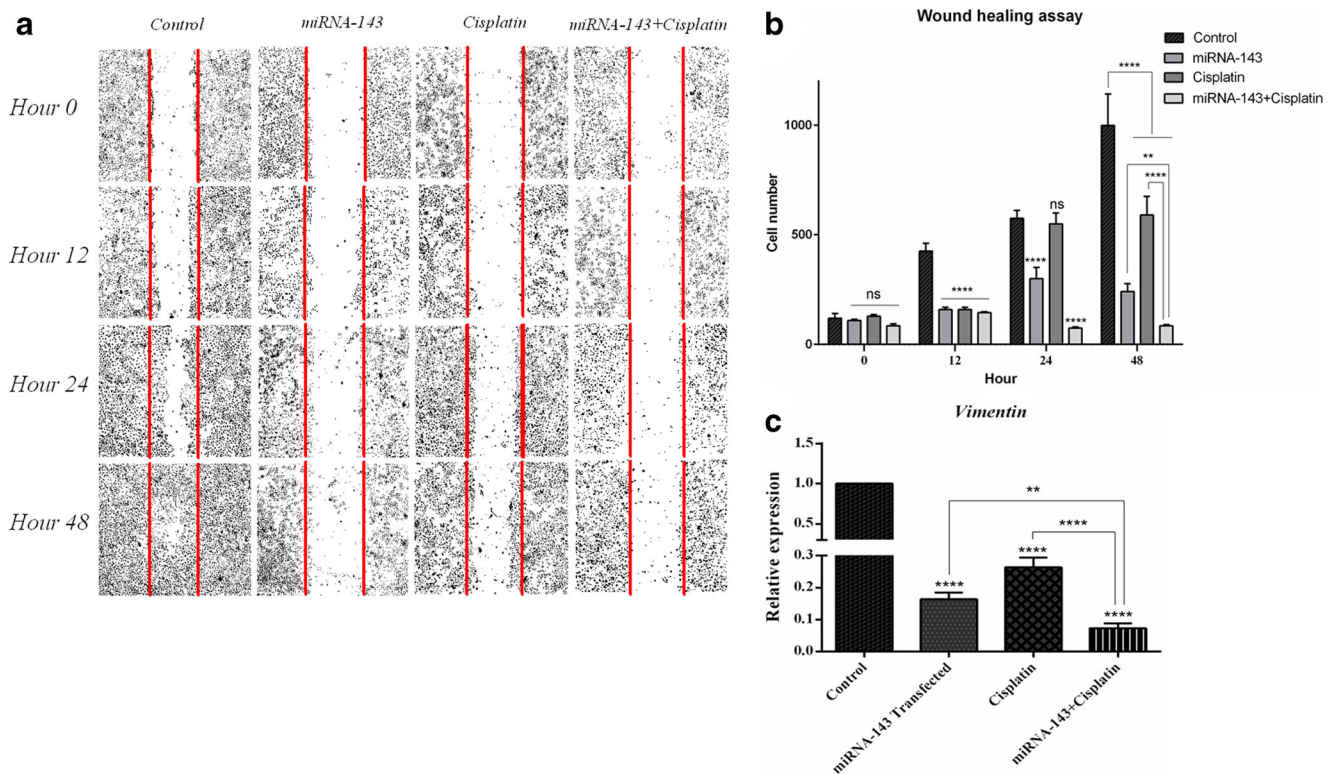 a
Control
miRNA-143
Cisplatin
miRNA-143+Cisplatin
Hour 0
Hour 12
Hour 24
Hour 48
b
Wound healing assay
Control
miRNA-143
Cisplatin
miRNA-143+Cisplatin
Cell number
1000
500
0
ns
****
****
ns
****
****
**
****
0
12
24
48
Hour
c
Vimentin
Relative expression
1.5
1.0
0.5
0.3
0.2
0.1
0.0
**
****
****
****
****
Control
miRNA-143 Transfected
Cisplatin
miRNA-143+Cisplatin